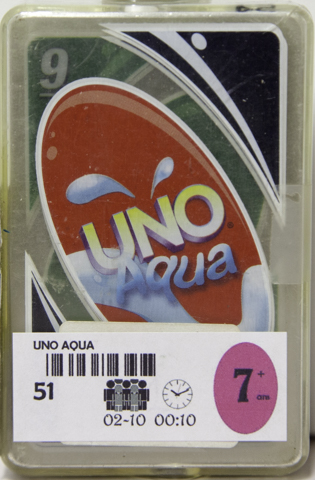 9
UNO
Aqua
UNO AQUA
51
02-10 00:10
7+
ans